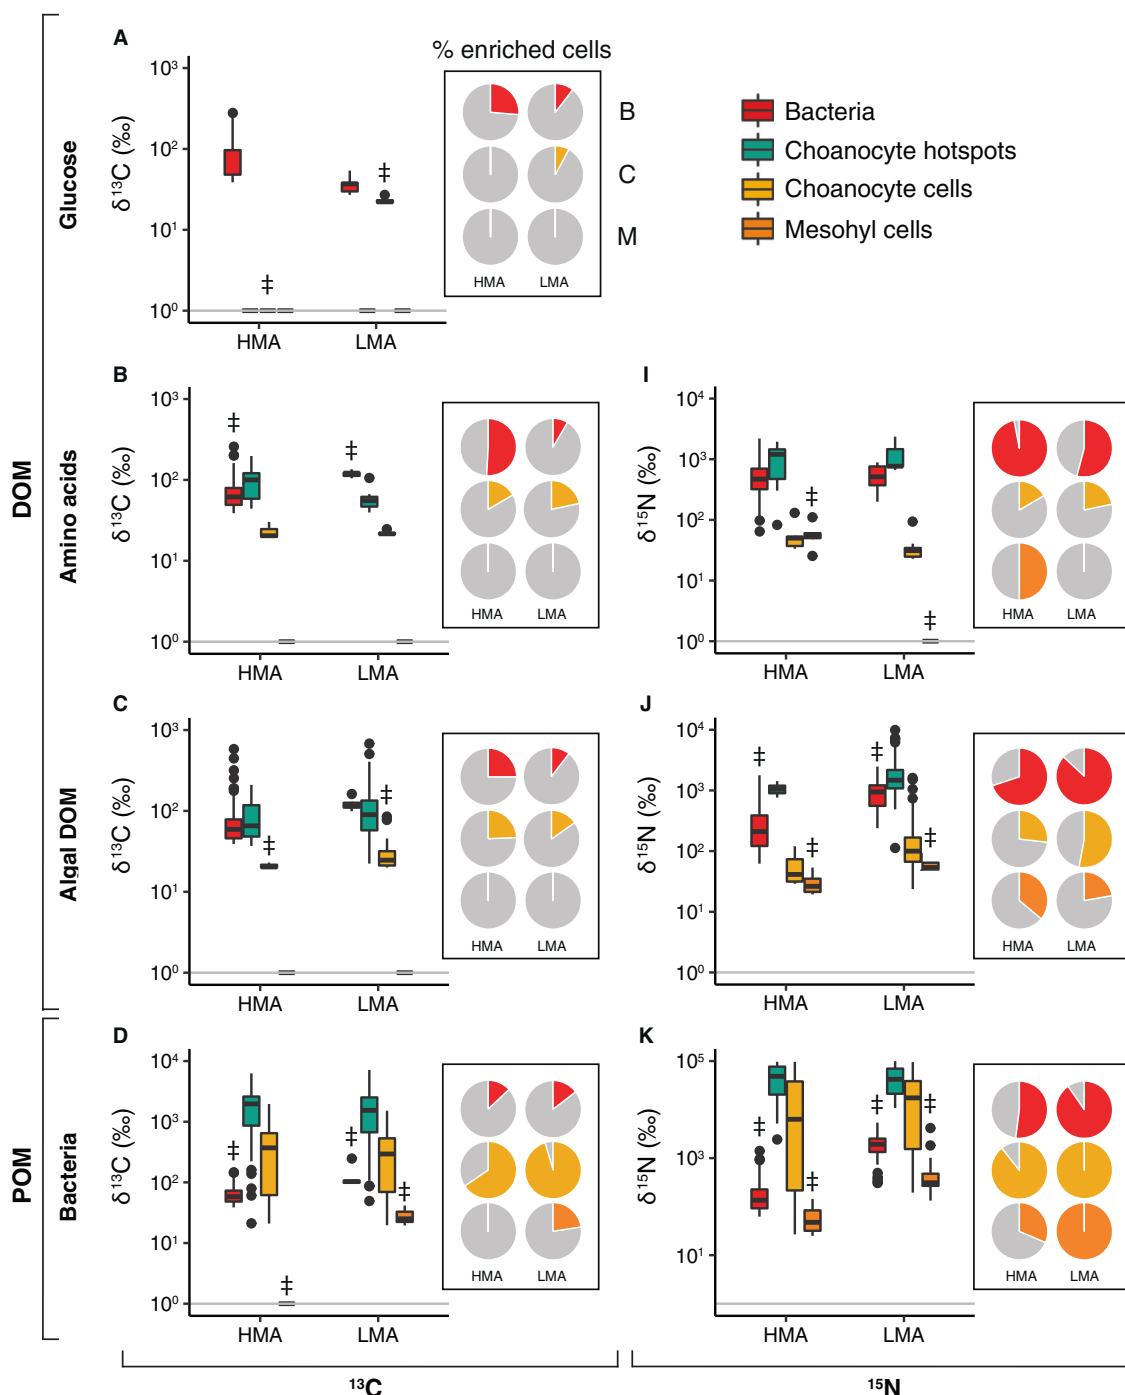 A
% enriched cells
10³
10²
10¹
10⁰
δ¹³C (‰)
Glucose
‡
‡
B
C
M
HMA
LMA
HMA
LMA
Bacteria
Choanocyte hotspots
Choanocyte cells
Mesohyl cells
DOM
B
10³
10²
10¹
10⁰
δ¹³C (‰)
Amino acids
‡
‡
HMA
LMA
HMA
LMA
I
10⁴
10³
10²
10¹
10⁰
δ¹⁵N (‰)
‡
‡
HMA
LMA
HMA
LMA
C
10³
10²
10¹
10⁰
δ¹³C (‰)
Algal DOM
‡
‡
HMA
LMA
HMA
LMA
J
10⁴
10³
10²
10¹
10⁰
δ¹⁵N (‰)
‡
‡
‡
‡
HMA
LMA
HMA
LMA
POM
D
10⁴
10³
10²
10¹
10⁰
δ¹³C (‰)
Bacteria
‡
‡
‡
‡
HMA
LMA
HMA
LMA
K
10⁵
10³
10¹
δ¹⁵N (‰)
‡
‡
‡
‡
HMA
LMA
HMA
LMA
¹³C
¹⁵N